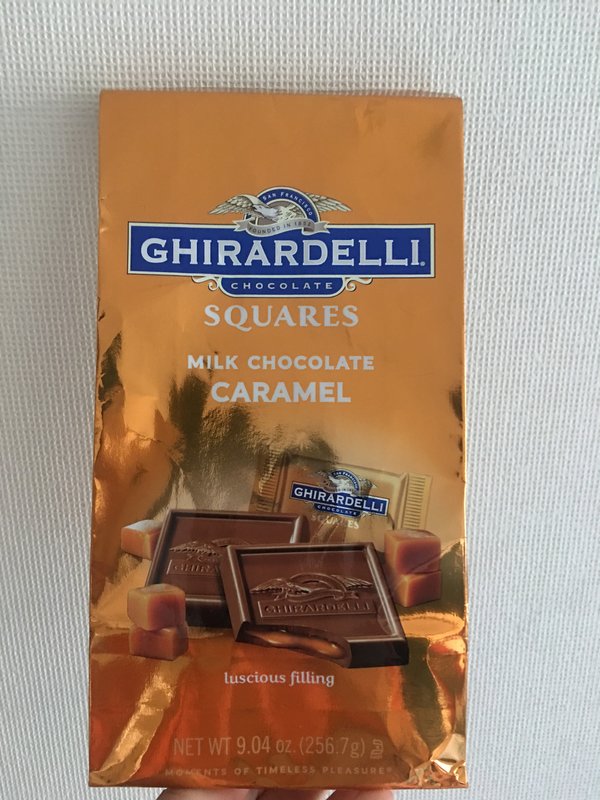 SAN FRANCISCO
FOUNDED IN 1852
GHIRARDELLI®
CHOCOLATE
SQUARES
MILK CHOCOLATE
CARAMEL
GHIRARDELLI
CHOCOLATE
SQUARES
GHIRA
GHIRARDELLI
luscious filling
NET WT 9.04 oz. (256.7g)
MOMENTS OF TIMELESS PLEASURE®